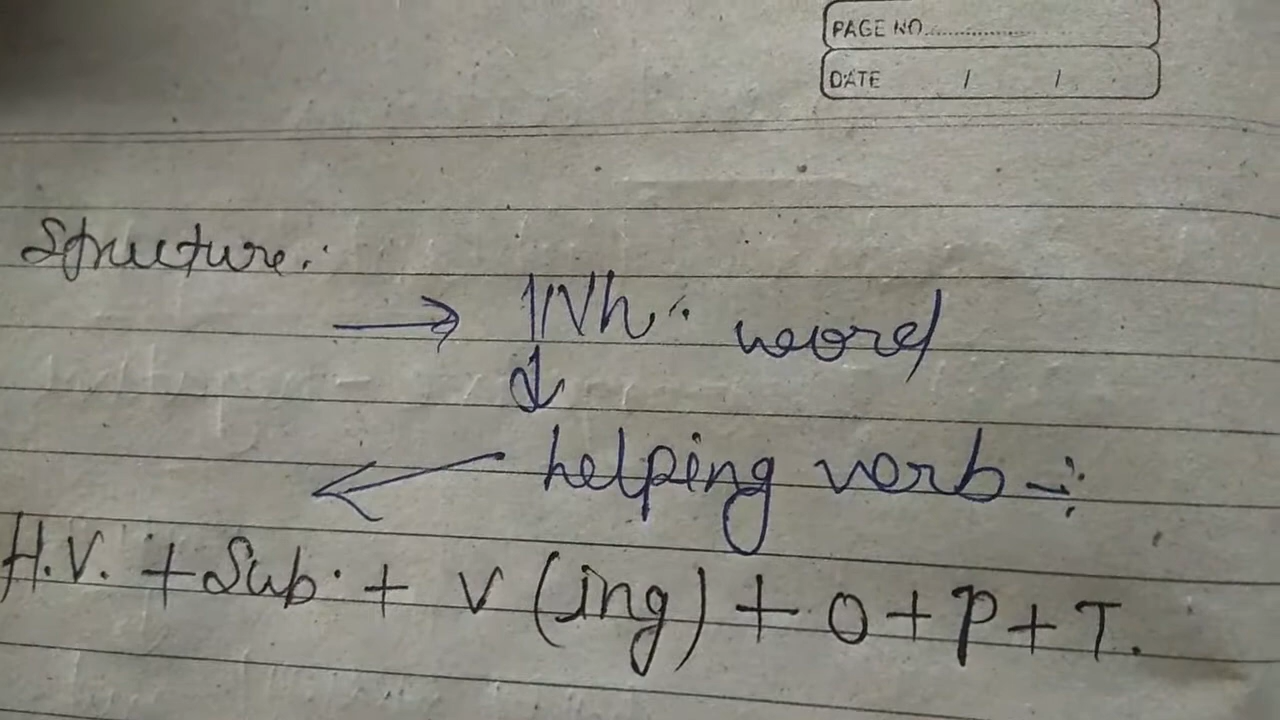 PAGE NO.....................
DATE / /
Structure:
→ Wh. word
↓
← helping verb -:
H.V. + Sub. + V (ing) + O + P + T.